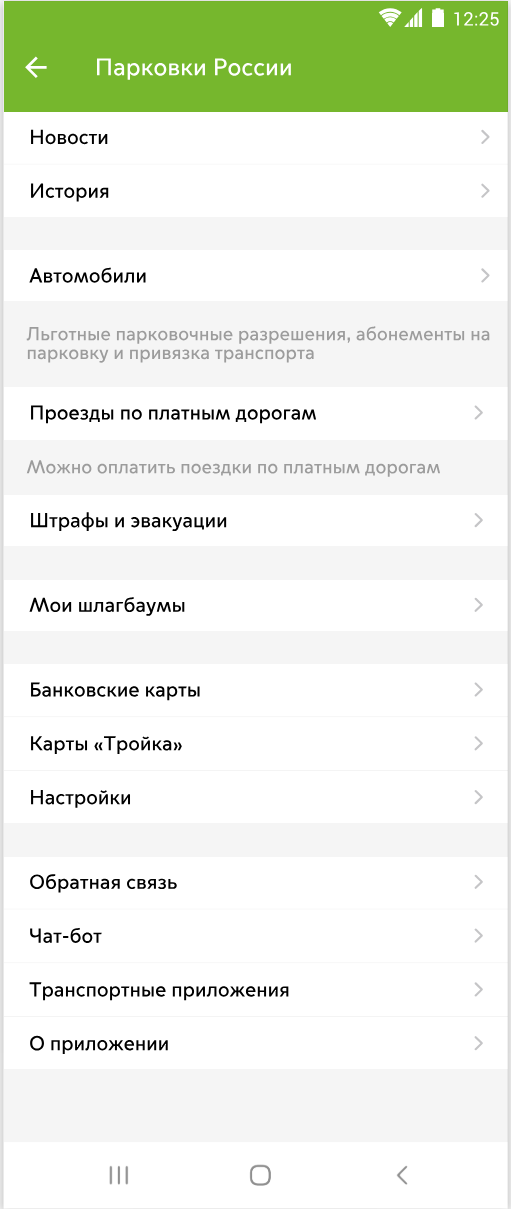 12:25
Парковки России
Новости
История
Автомобили
Льготные парковочные разрешения, абонементы на
парковку и привязка транспорта
Проезды по платным дорогам
Можно оплатить поездки по платным дорогам
Штрафы и эвакуации
Мои шлагбаумы
Банковские карты
Карты «Тройка»
Настройки
Обратная связь
Чат-бот
Транспортные приложения
О приложении